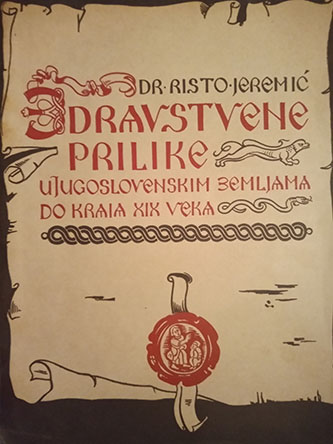 DR·RISTO·JEREMIĆ
ZDRAVSTVENE
PRILIKE
U JUGOSLOVENSKIM ZEMLJAMA
DO KRAJA XIX VEKA